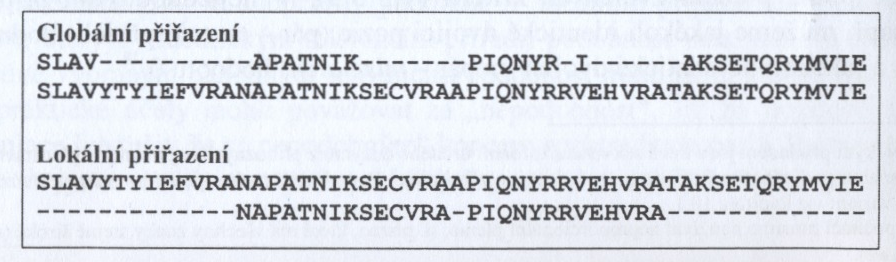 Globální přiřazení
SLAV----------APATNIK-------PIQNYR-I------AKSETQRYMVIE
SLAVYTYIEFVRANAPATNIKSECVRAAPIQNYRRVEHVRATAKSETQRYMVIE
Lokální přiřazení
SLAVYTYIEFVRANAPATNIKSECVRAAPIQNYRRVEHVRATAKSETQRYMVIE
-------------NAPATNIKSECVRA-PIQNYRRVEHVRA-------------